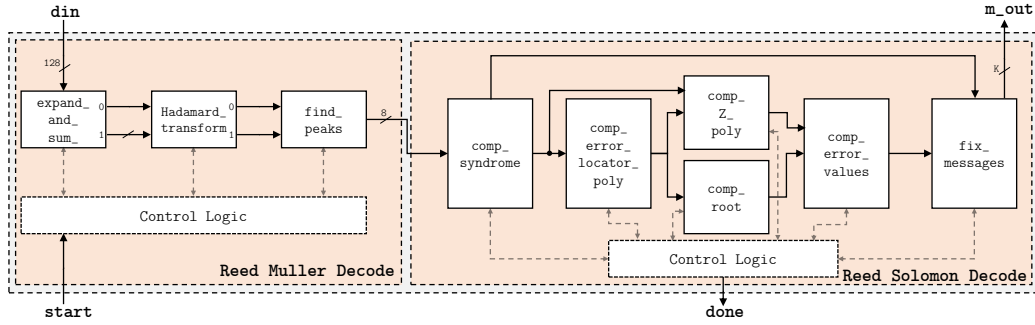 din
m_out
128
K
expand_
and_
sum_
0
1
Hadamard_
transform
0
1
find_
peaks
8
comp_
syndrome
comp_
error_
locator_
poly
comp_
Z_
poly
comp_
root
comp_
error_
values
fix_
messages
Control Logic
Control Logic
Reed Muller Decode
Reed Solomon Decode
start
done